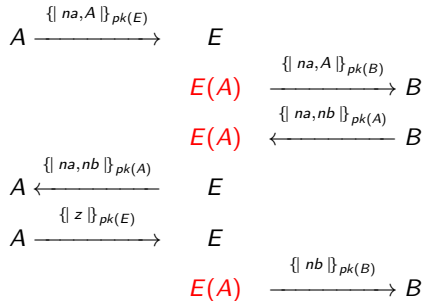 A {| na,A |}pk(E) → E
E(A) {| na,A |}pk(B) → B
E(A) {| na,nb |}pk(A) ← B
A {| na,nb |}pk(A) ← E
A {| z |}pk(E) → E
E(A) {| nb |}pk(B) → B